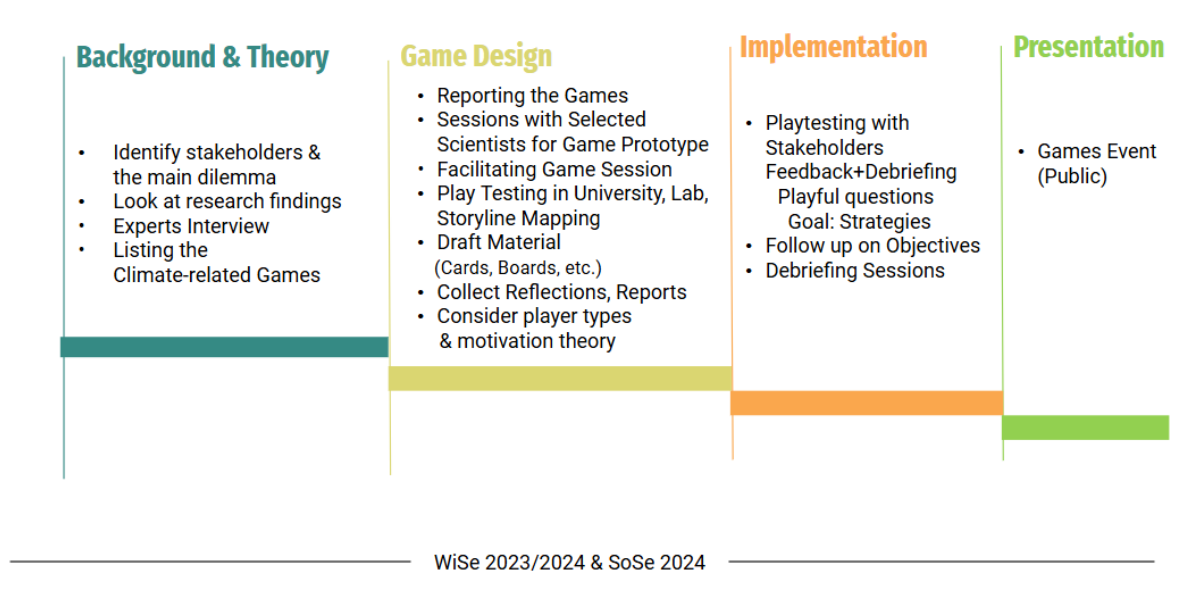 Background & Theory
• Identify stakeholders &
the main dilemma
• Look at research findings
• Experts Interview
• Listing the
Climate-related Games
Game Design
• Reporting the Games
• Sessions with Selected
Scientists for Game Prototype
• Facilitating Game Session
• Play Testing in University, Lab,
Storyline Mapping
• Draft Material
(Cards, Boards, etc.)
• Collect Reflections, Reports
• Consider player types
& motivation theory
Implementation
• Playtesting with
Stakeholders
Feedback+Debriefing
Playful questions
Goal: Strategies
• Follow up on Objectives
• Debriefing Sessions
Presentation
• Games Event
(Public)
WiSe 2023/2024 & SoSe 2024